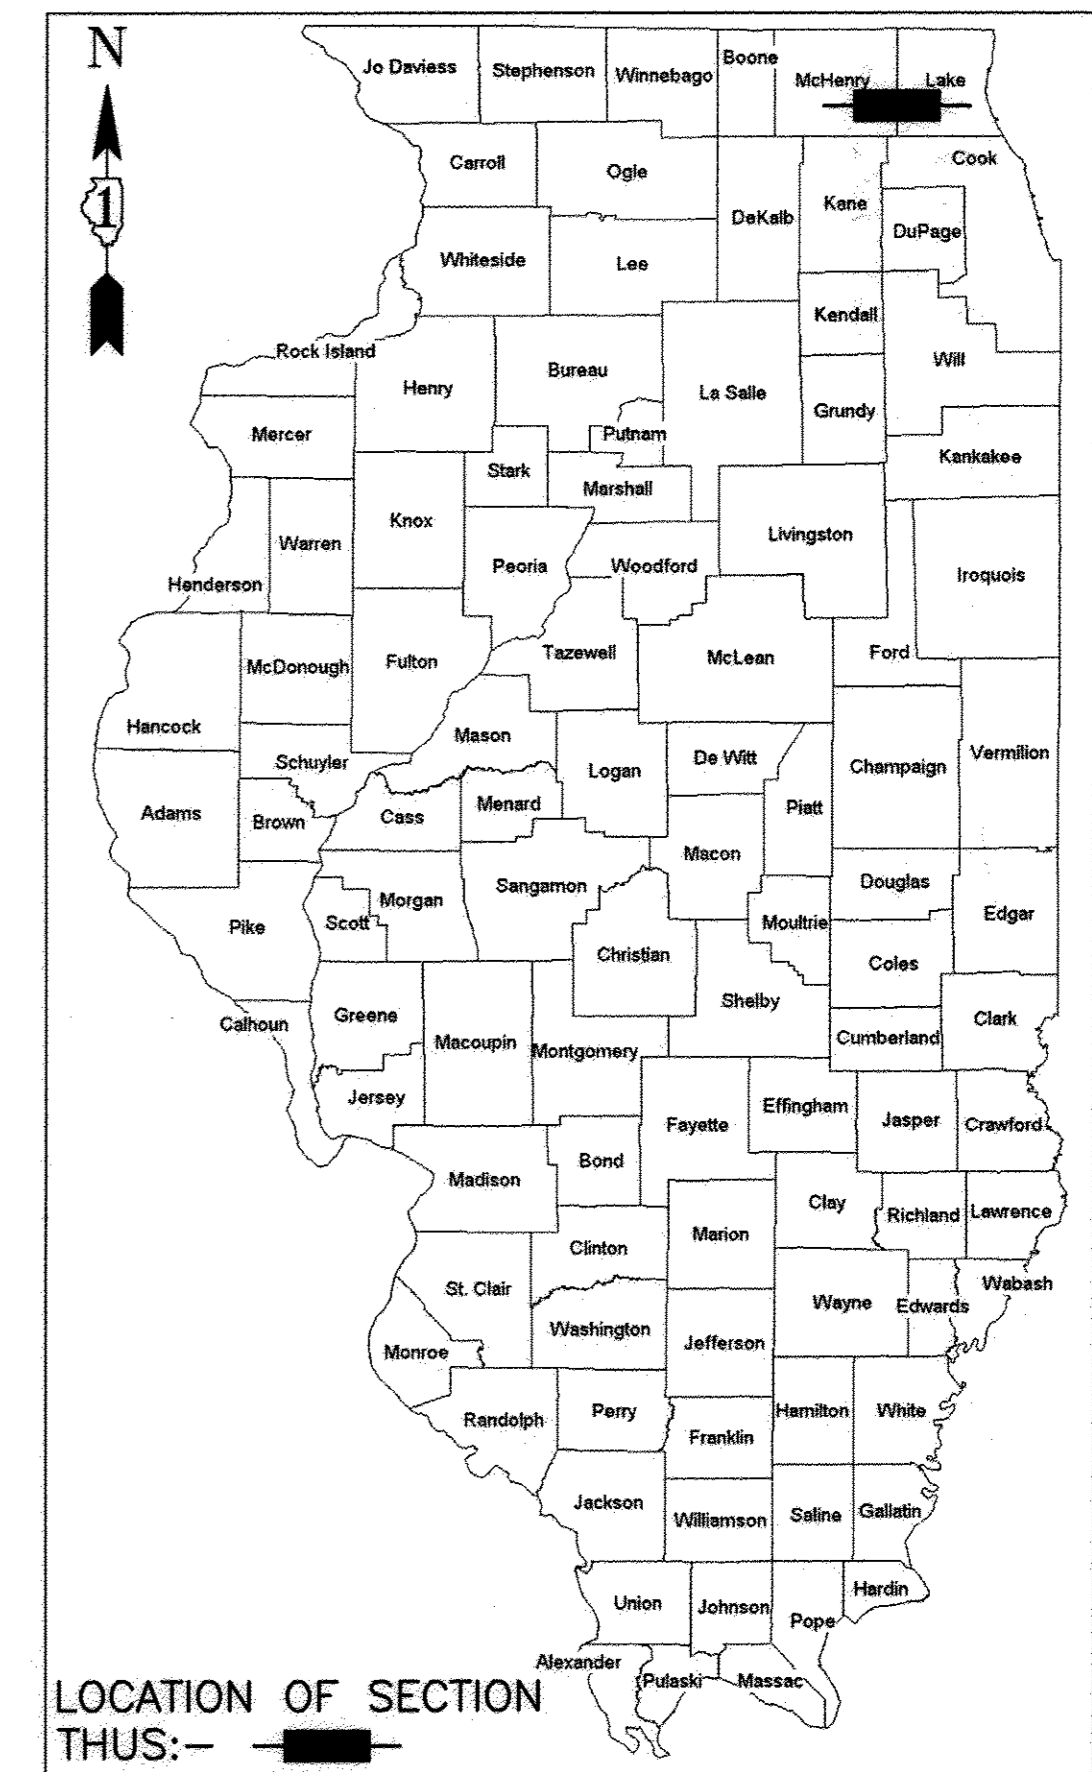 N
1
Jo Daviess
Stephenson
Winnebago
Boone
McHenry
Lake
Carroll
Ogle
Cook
DeKalb
Kane
DuPage
Whiteside
Lee
Kendall
Rock Island
Henry
Bureau
La Salle
Will
Grundy
Mercer
Putnam
Kankakee
Stark
Marshall
Knox
Warren
Livingston
Peoria
Woodford
Iroquois
Henderson
Tazewell
McLean
Ford
McDonough
Fulton
Hancock
Mason
Schuyler
Logan
De Witt
Champaign
Vermilion
Adams
Brown
Cass
Menard
Piatt
Macon
Sangamon
Douglas
Morgan
Scott
Pike
Moultrie
Edgar
Christian
Coles
Shelby
Calhoun
Greene
Macoupin
Montgomery
Cumberland
Clark
Jersey
Fayette
Effingham
Jasper
Crawford
Madison
Bond
Clay
Richland
Lawrence
Marion
Clinton
St. Clair
Wayne
Edwards
Wabash
Washington
Jefferson
Monroe
Randolph
Perry
Hamilton
White
Franklin
Jackson
Williamson
Saline
Gallatin
Union
Johnson
Pope
Hardin
Alexander
Pulaski
Massac
LOCATION OF SECTION
THUS:–